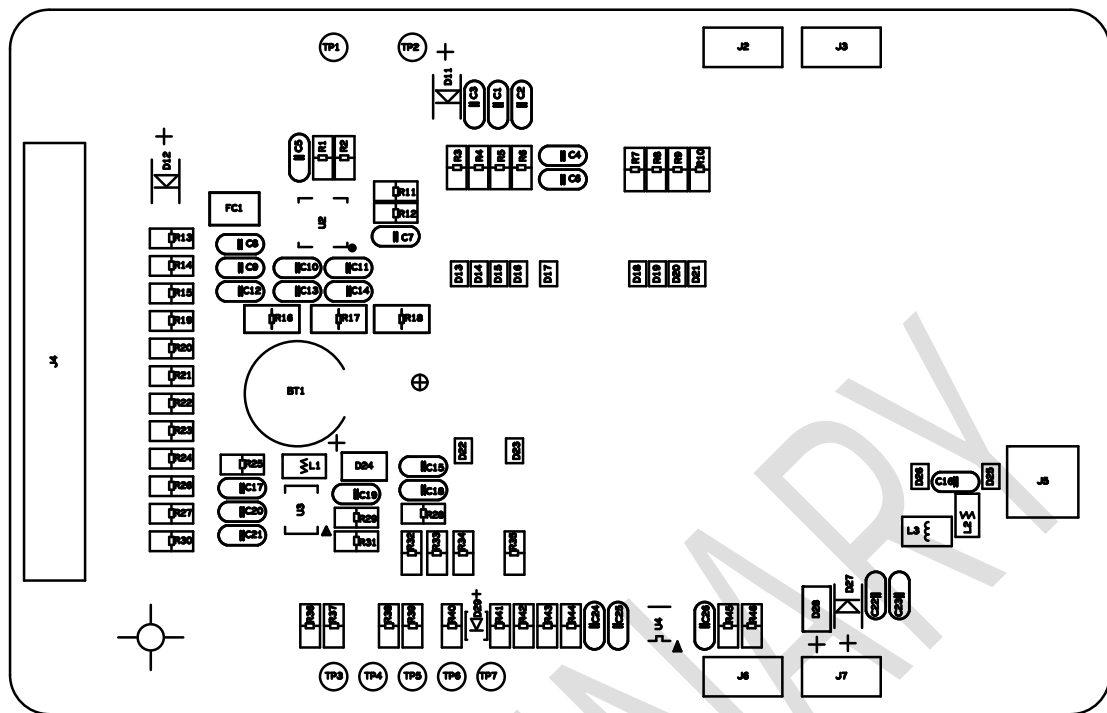 TP1 TP2 J2 J3
D11 C3 C1 C2
D12 C5 R1 R2 R3 R4 R5 R6 C4 R7 R8 R9 R10
C6
R11
FC1 U2 R12
R13 C8 C7
R14 C9 C10 C11 D13 D14 D15 D16 D17 D18 D19 D20 D21
R15 C12 C13 C14
R19 R16 R17 R18
R20
J4
R21
R22 BT1
R23
R24 R25 L1 D24 C15 D22 D23
R26 C17 U3 C19 C18 D26 C16 D25 J5
R27 C20 R29 R28
R30 C21 R31 R32 R33 R34 R35 L3 L2
D28 D27 C22 C23
R36 R37 R38 R39 R40 R41 R42 R43 R44 C24 C25 U4 C26 R45 R46
TP3 TP4 TP5 TP6 TP7 J6 J7
NARY